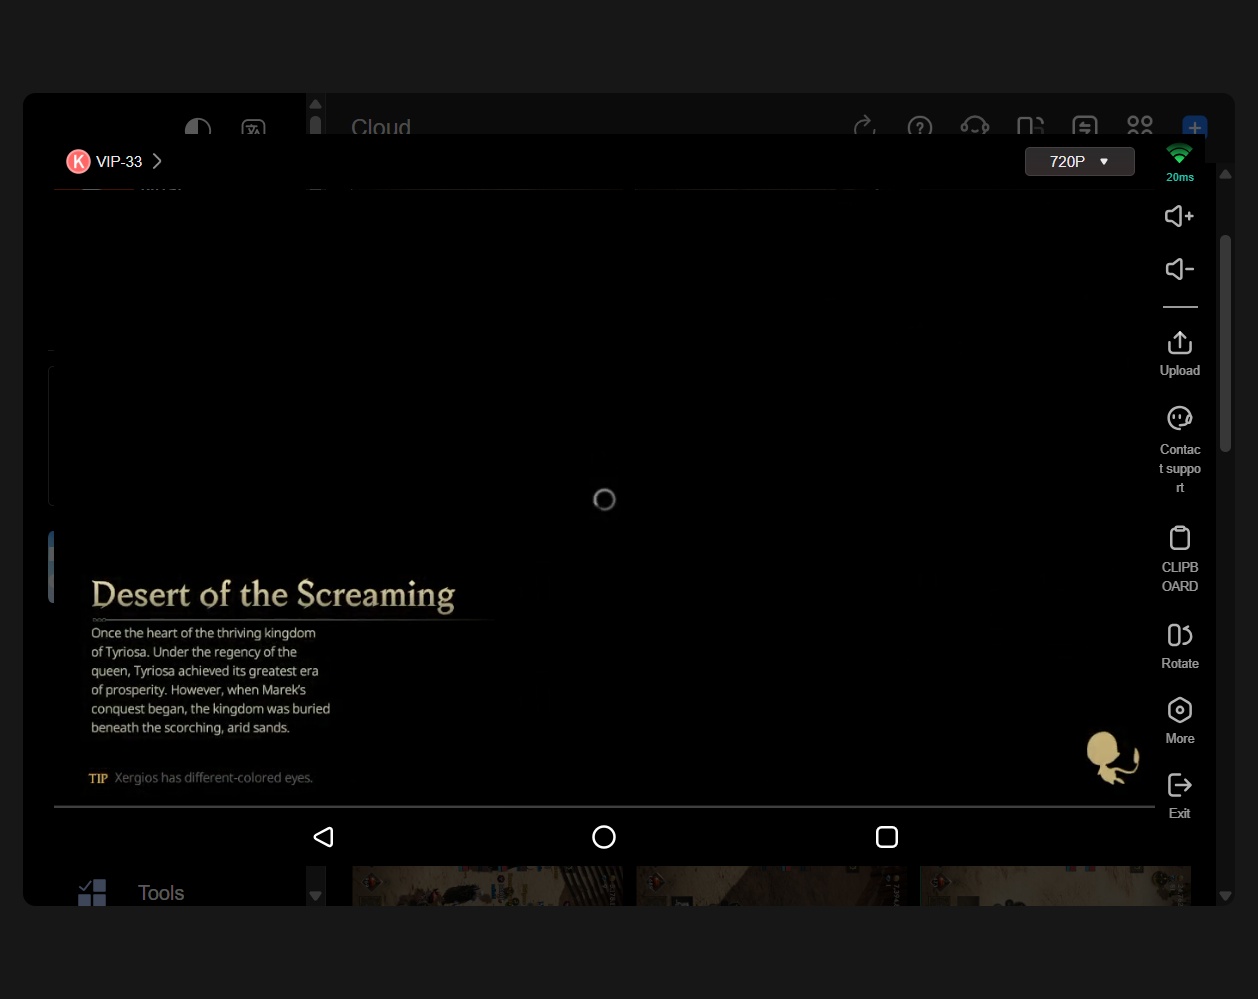 Cloud
VIP-33
720P
20ms
Upload
Contac
t suppo
rt
Desert of the Screaming
Once the heart of the thriving kingdom
of Tyriosa. Under the regency of the
queen, Tyriosa achieved its greatest era
of prosperity. However, when Marek's
conquest began, the kingdom was buried
beneath the scorching, arid sands.
CLIPB
OARD
Rotate
More
TIP Xergios has different-colored eyes.
Exit
Tools